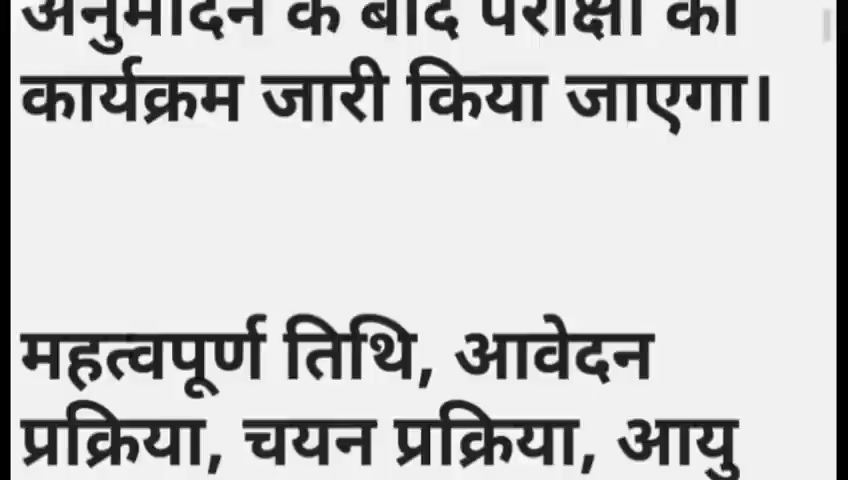 अनुमोदन के बाद परीक्षा का
कार्यक्रम जारी किया जाएगा।
महत्वपूर्ण तिथि, आवेदन
प्रक्रिया, चयन प्रक्रिया, आयु